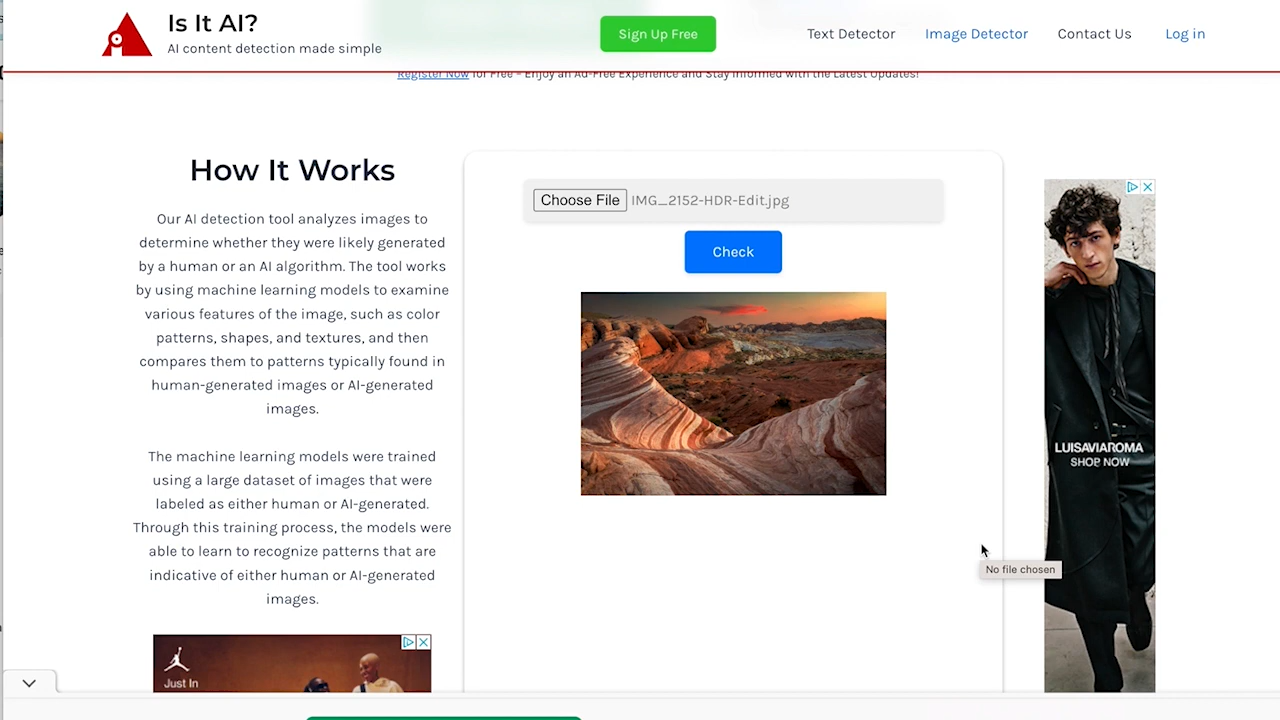 Is It AI?
AI content detection made simple
Sign Up Free
Text Detector
Image Detector
Contact Us
Log in
Register Now for Free – Enjoy an Ad-Free Experience and Stay Informed with the Latest Updates!
How It Works
Our AI detection tool analyzes images to
determine whether they were likely generated
by a human or an AI algorithm. The tool works
by using machine learning models to examine
various features of the image, such as color
patterns, shapes, and textures, and then
compares them to patterns typically found in
human-generated images or AI-generated
images.
The machine learning models were trained
using a large dataset of images that were
labeled as either human or AI-generated.
Through this training process, the models were
able to learn to recognize patterns that are
indicative of either human or AI-generated
images.
Just In
Choose File IMG_2152-HDR-Edit.jpg
Check
No file chosen
LUISAVIAROMA
SHOP NOW